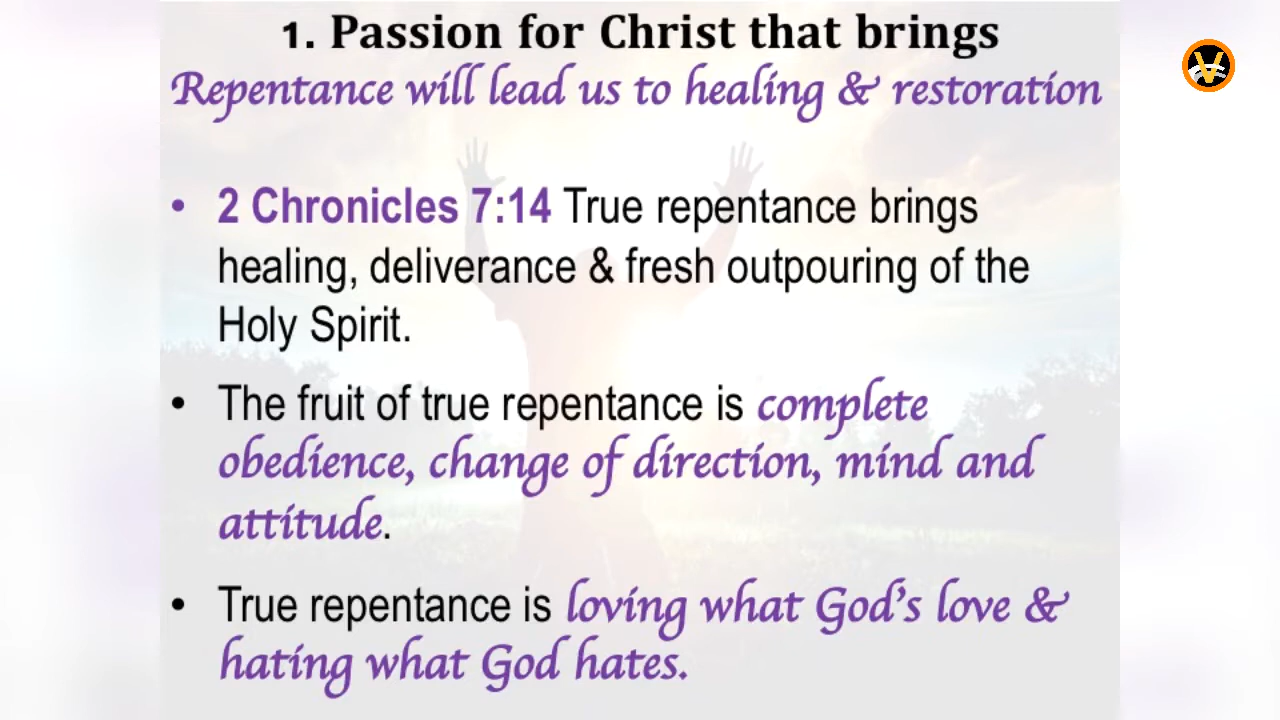 1. Passion for Christ that brings
Repentance will lead us to healing & restoration
• 2 Chronicles 7:14 True repentance brings
healing, deliverance & fresh outpouring of the
Holy Spirit.
• The fruit of true repentance is complete
obedience, change of direction, mind and
attitude.
• True repentance is loving what God's love &
hating what God hates.